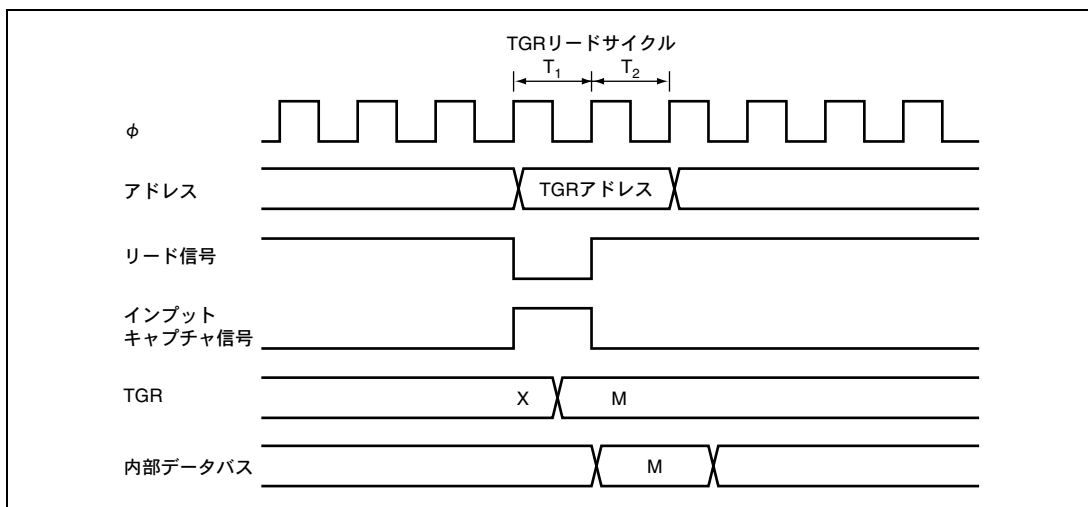 TGRリードサイクル
T1 T2
φ
アドレス
TGRアドレス
リード信号
インプット
キャプチャ信号
TGR
X M
内部データバス
M